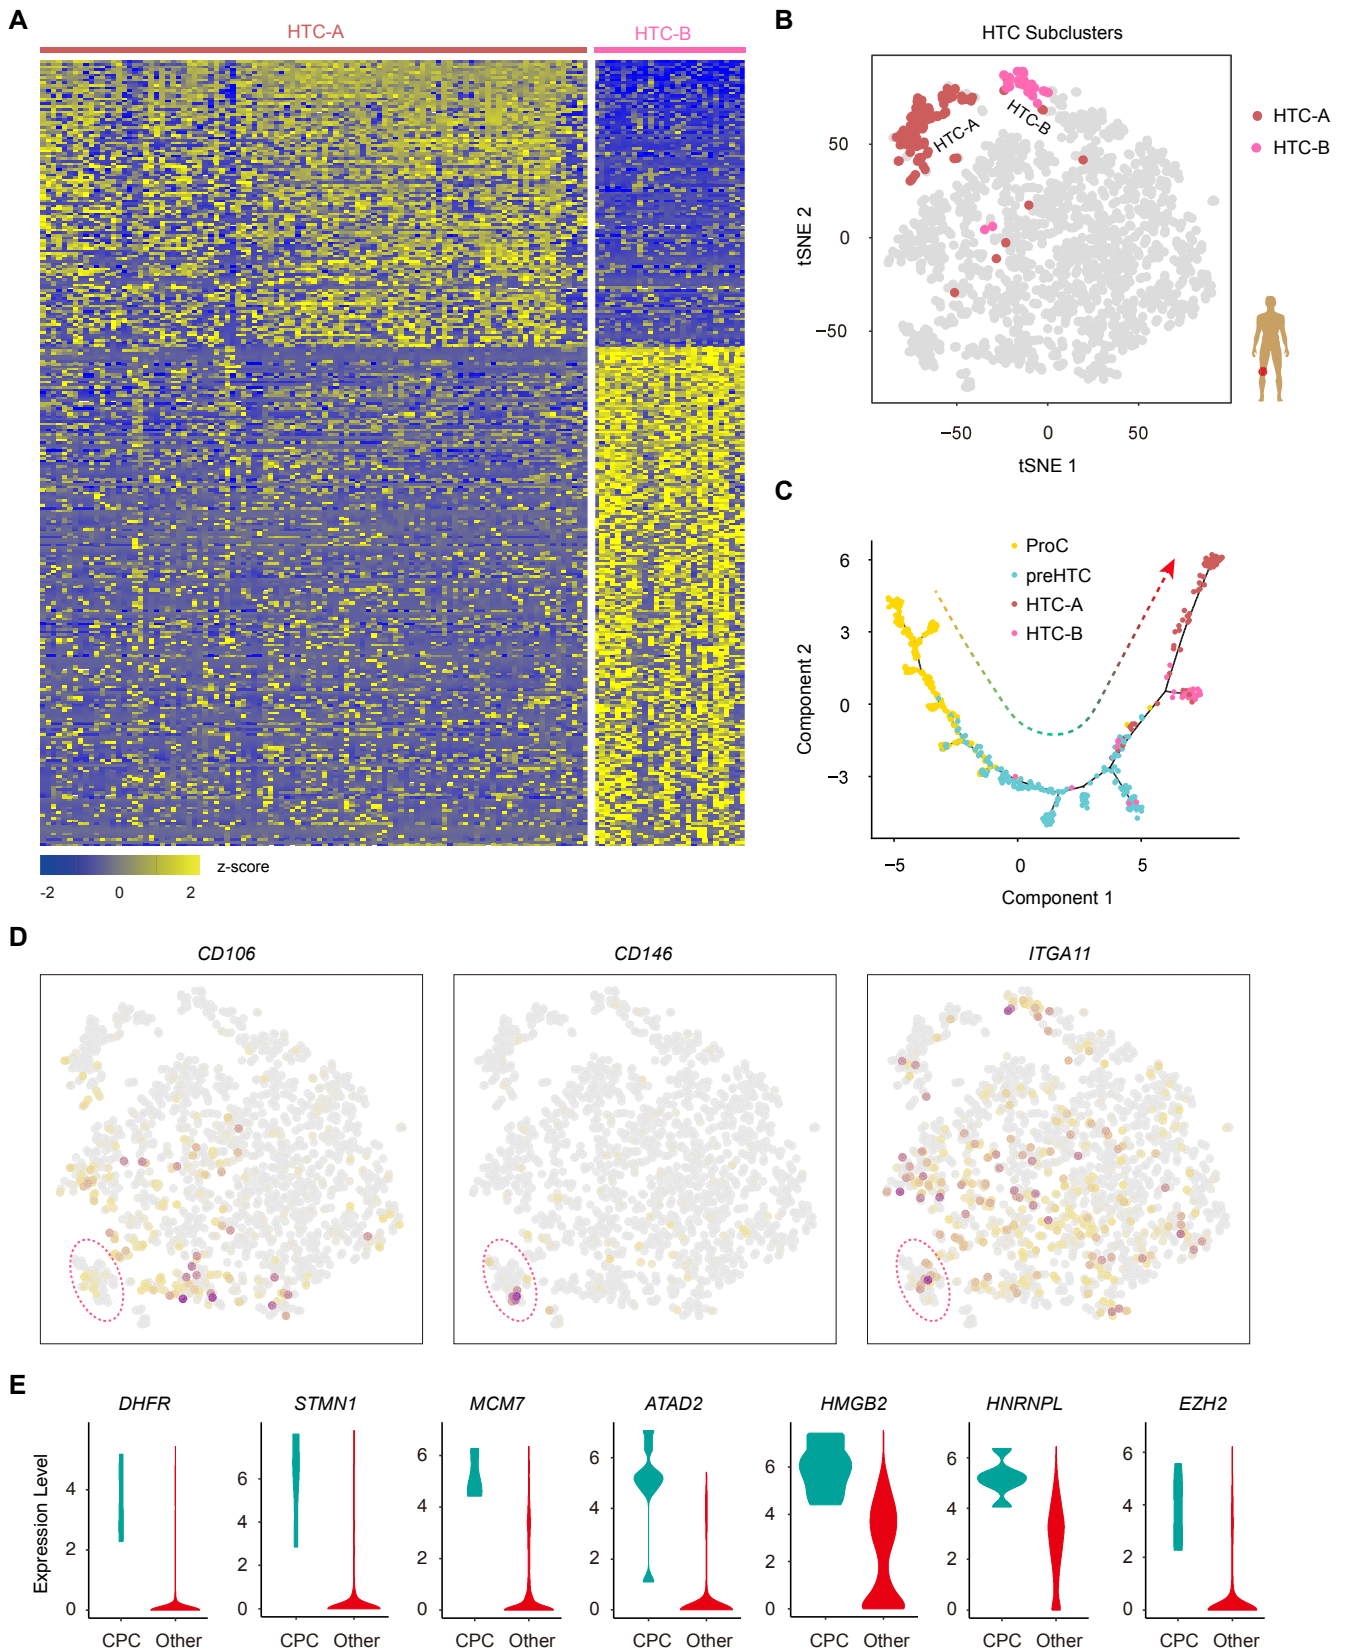 A
HTC-A
HTC-B
-2
0
2
z-score
B
HTC Subclusters
HTC-A
HTC-B
HTC-A
HTC-B
50
0
−50
tSNE 2
−50
0
50
tSNE 1
C
ProC
preHTC
HTC-A
HTC-B
6
3
0
−3
Component 2
−5
0
5
Component 1
D
CD106
CD146
ITGA11
E
DHFR
STMN1
MCM7
ATAD2
HMGB2
HNRNPL
EZH2
Expression Level
4
2
0
6
2
0
6
4
2
0
6
4
2
0
6
4
2
0
6
4
2
0
6
4
2
0
CPC Other
CPC Other
CPC Other
CPC Other
CPC Other
CPC Other
CPC Other